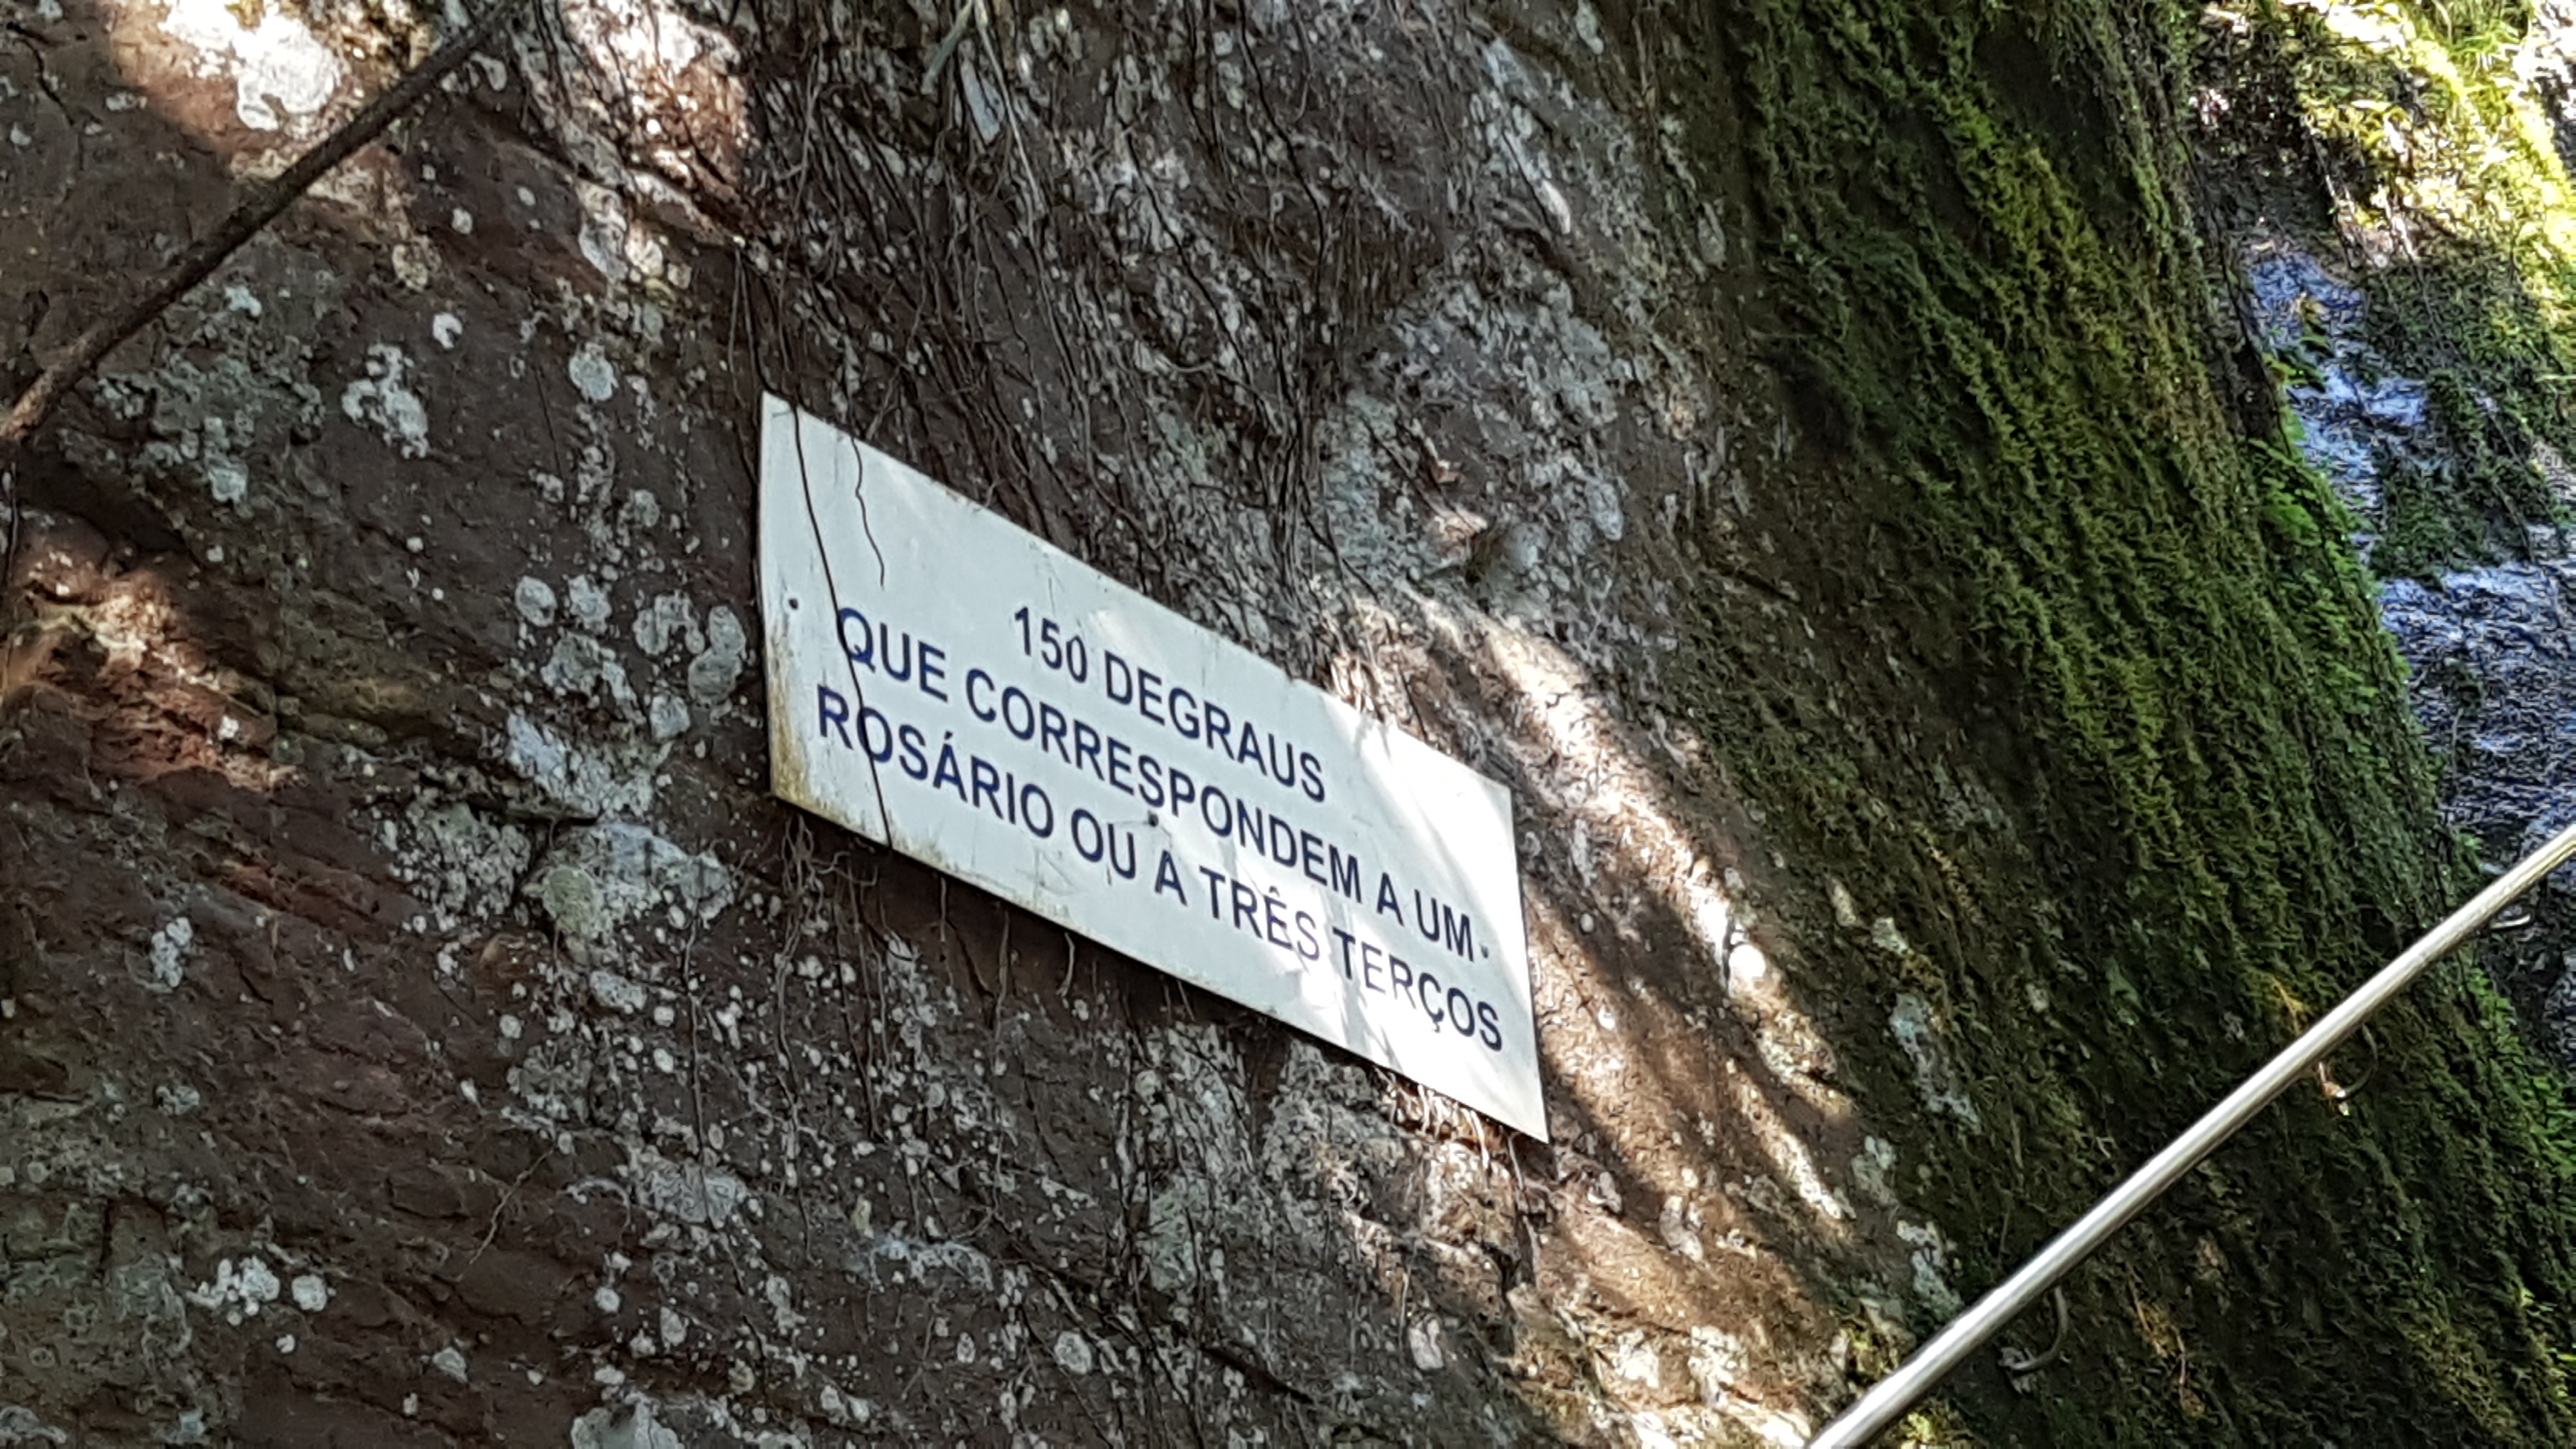 150 DEGRAUS
QUE CORRESPONDEM A UM
ROSÁRIO OU A TRÊS TERÇOS